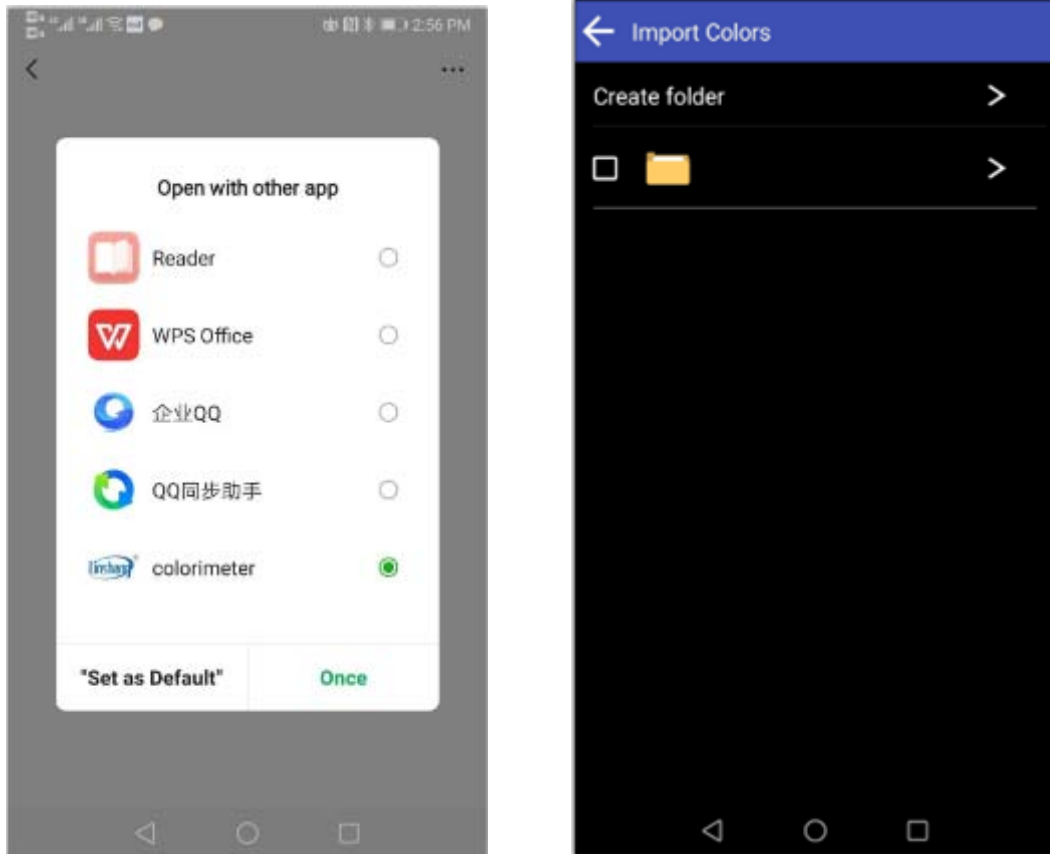 2:56 PM
Open with other app
Reader
WPS Office
企业QQ
QQ同步助手
linshang colorimeter
"Set as Default" Once
Import Colors
Create folder